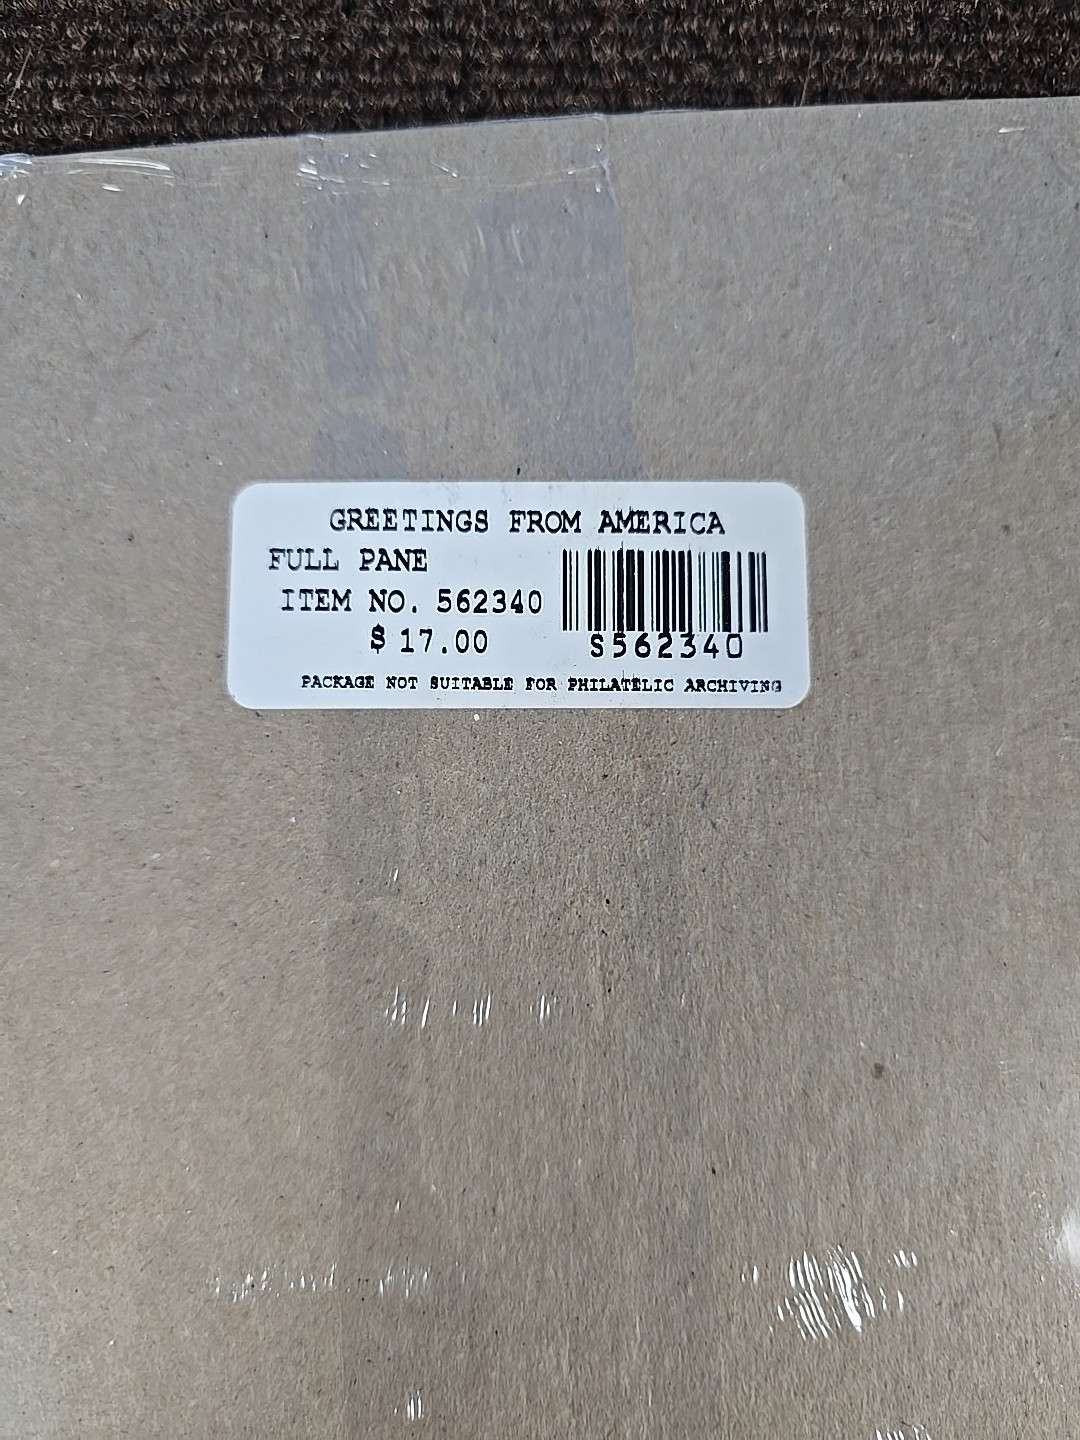 GREETINGS FROM AMERICA
FULL PANE
ITEM NO. 562340
$ 17.00
S562340
PACKAGE NOT SUITABLE FOR PHILATELIC ARCHIVING